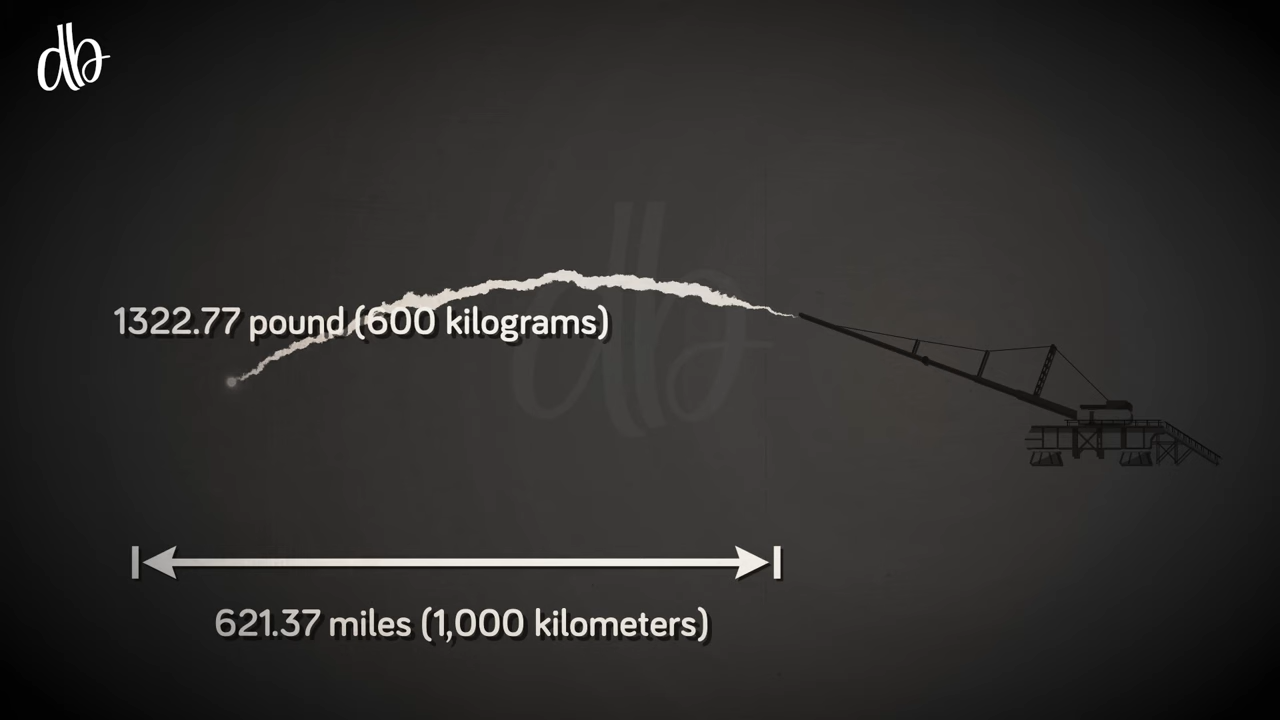 db
1322.77 pound (600 kilograms)
621.37 miles (1,000 kilometers)